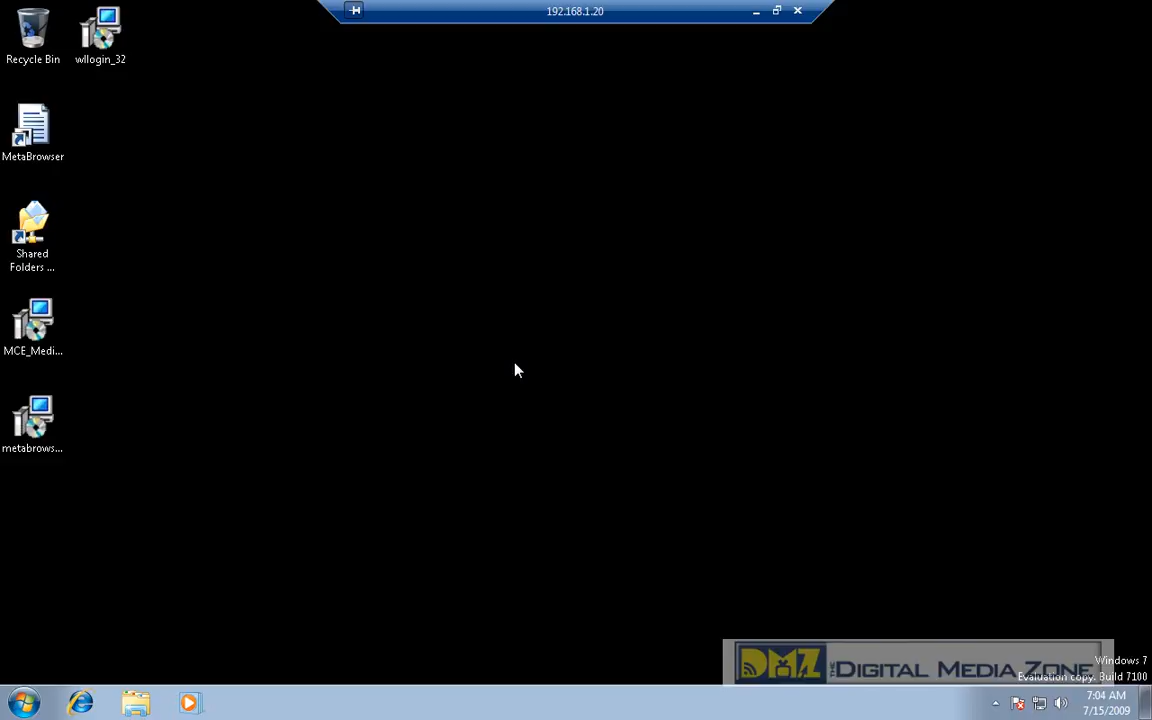 192.168.1.20
Recycle Bin
wllogin_32
MetaBrowser
Shared
Folders ...
MCE_Medi...
metabrows...
DMZ THE DIGITAL MEDIA ZONE
Windows 7
Evaluation copy. Build 7100
7:04 AM
7/15/2009